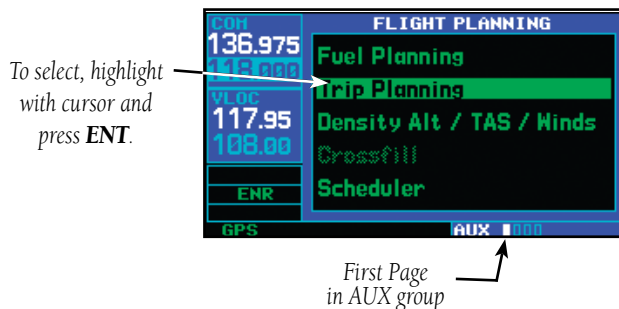 COM
FLIGHT PLANNING
136.975
118.000
Fuel Planning
Trip Planning
VLOC
117.95
108.00
Density Alt / TAS / Winds
Crossfill
Scheduler
ENR
GPS
AUX
To select, highlight
with cursor and
press ENT.
First Page
in AUX group